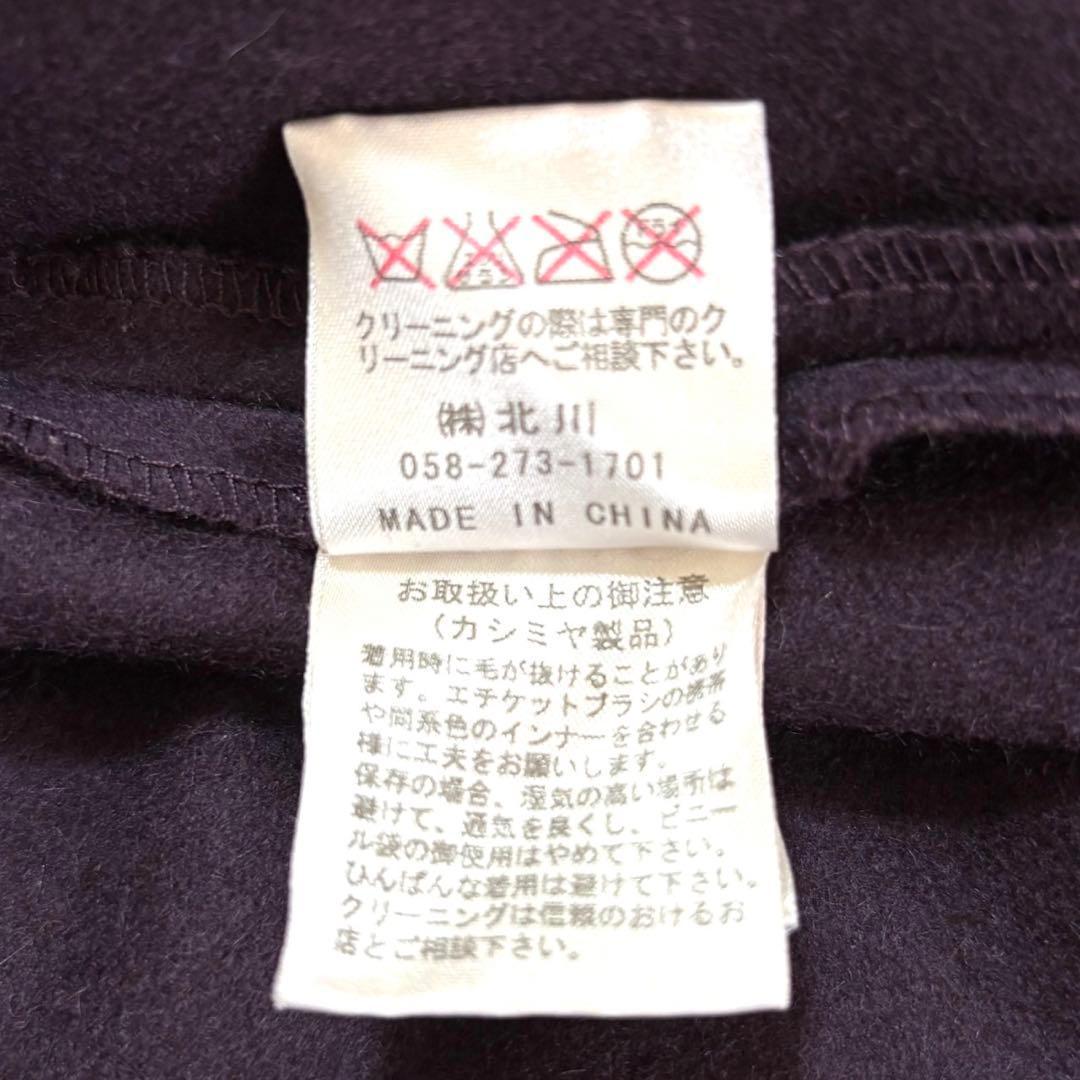 クリーニングの際は専門のク
リーニング店へご相談下さい。
㈱北川
058-273-1701
MADE IN CHINA
お取扱い上の御注意
(カシミヤ製品)
着用時に毛が抜けることがあり
ます。エチケットブラシの携帯
や同系色のインナーを合わせる
様に工夫をお願いします。
保存の場合、湿気の高い場所は
避けて、通気を良くし、ビニー
ル袋の御使用はやめて下さい。
ひんぱんな着用は避けて下さい。
クリーニングは信頼のおけるお
店とご相談下さい。